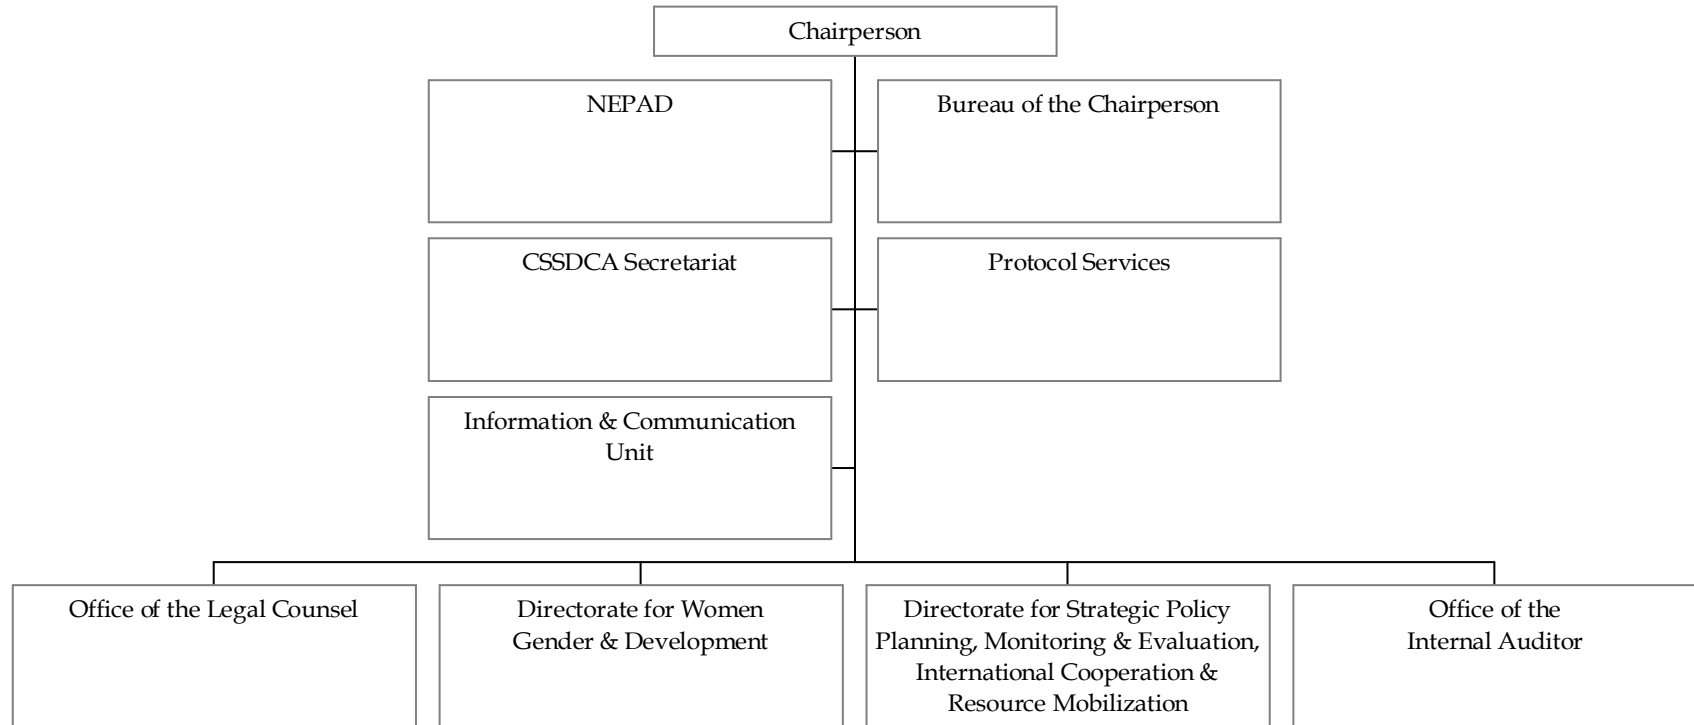 Chairperson
NEPAD
Bureau of the Chairperson
CSSDCA Secretariat
Protocol Services
Information & Communication
Unit
Office of the Legal Counsel
Directorate for Women
Gender & Development
Directorate for Strategic Policy
Planning, Monitoring & Evaluation,
International Cooperation &
Resource Mobilization
Office of the
Internal Auditor